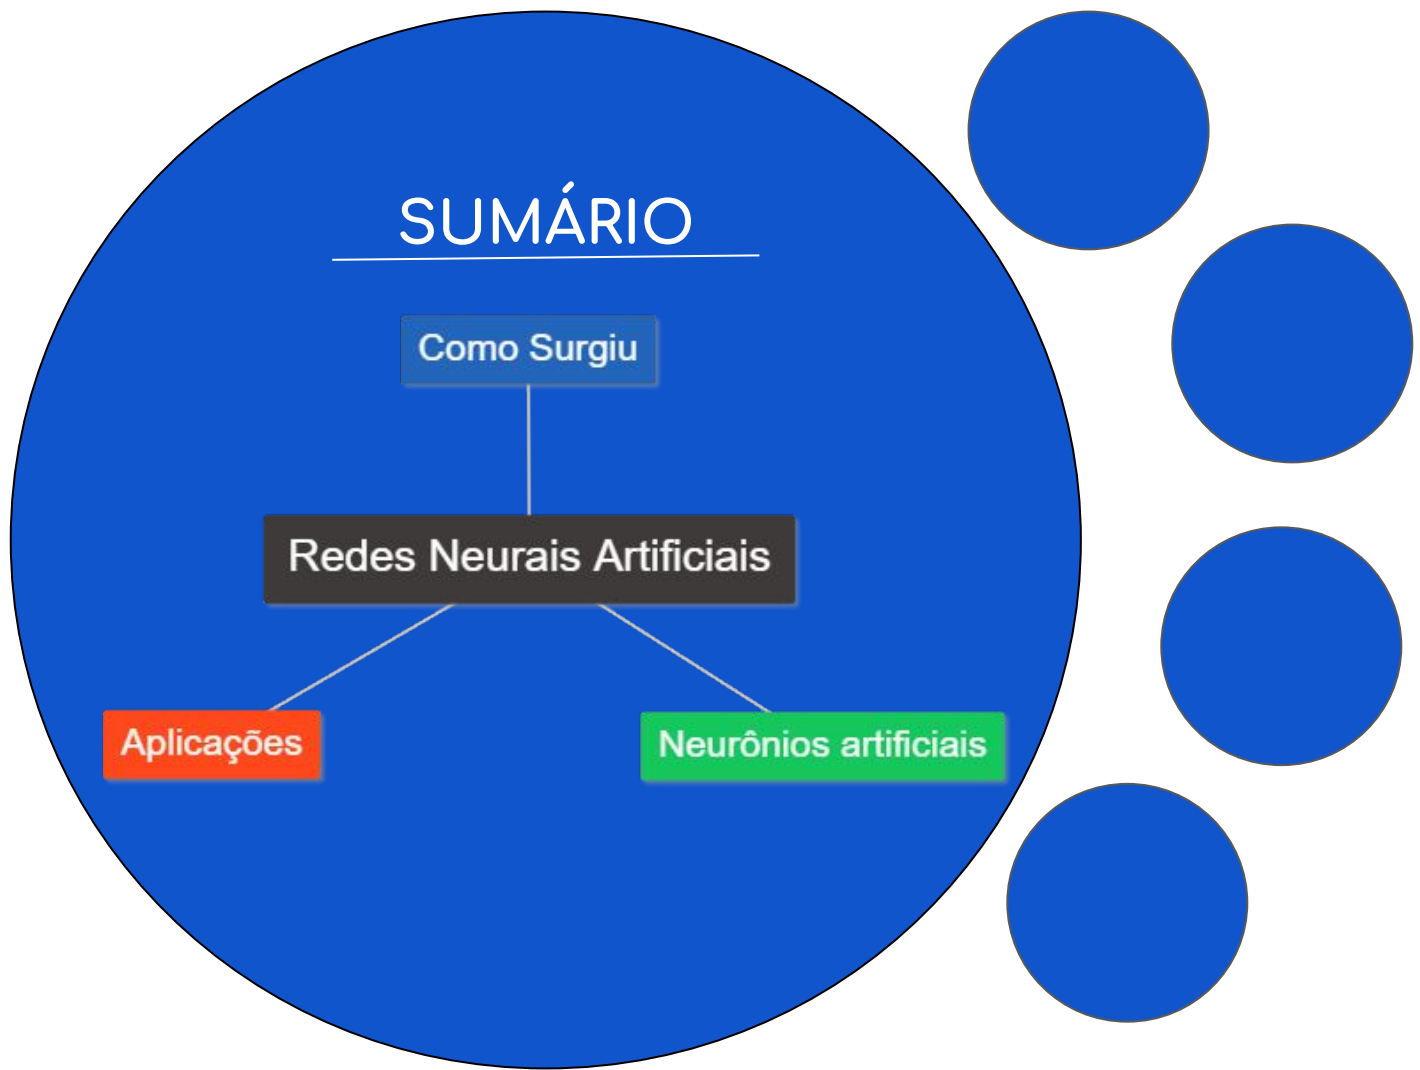 SUMÁRIO
Como Surgiu
Redes Neurais Artificiais
Aplicações
Neurônios artificiais